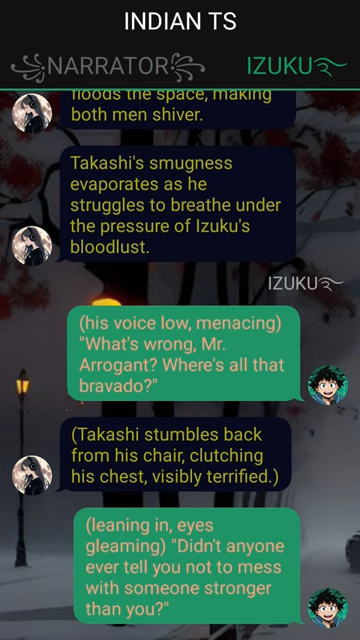 INDIAN TS
NARRATOR
IZUKU
floods the space, making
both men shiver.
Takashi's smugness
evaporates as he
struggles to breathe under
the pressure of Izuku's
bloodlust.
IZUKU
(his voice low, menacing)
"What's wrong, Mr.
Arrogant? Where's all that
bravado?"
(Takashi stumbles back
from his chair, clutching
his chest, visibly terrified.)
(leaning in, eyes
gleaming) "Didn't anyone
ever tell you not to mess
with someone stronger
than you?"